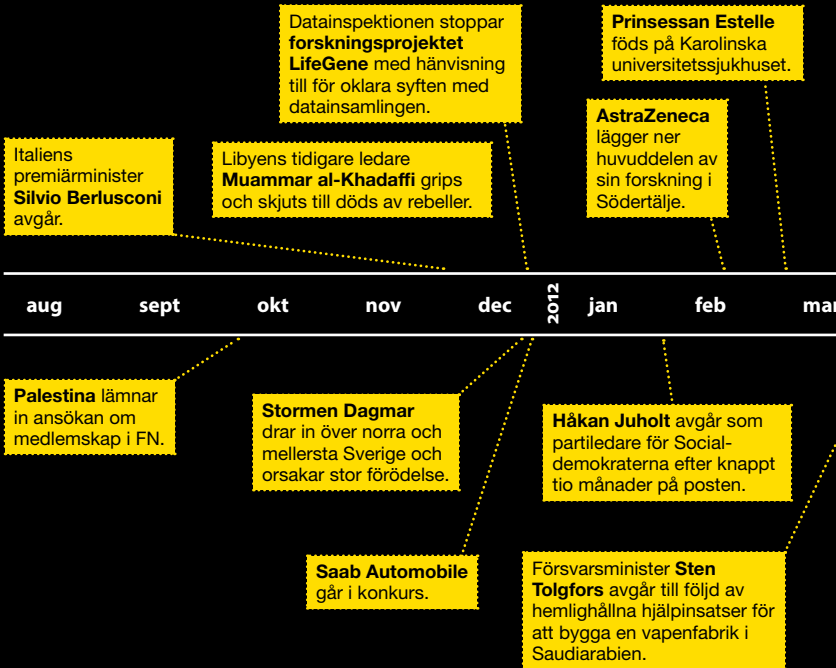 Datainspektionen stoppar
forskningsprojektet
LifeGene med hänvisning
till för oklara syften med
datainsamlingen.
Prinsessan Estelle
föds på Karolinska
universitetssjukhuset.
AstraZeneca
lägger ner
huvuddelen av
sin forskning i
Södertälje.
Italiens
premiärminister
Silvio Berlusconi
avgår.
Libyens tidigare ledare
Muammar al-Khadaffi grips
och skjuts till döds av rebeller.
aug sept okt nov dec 2012 jan feb mar
Palestina lämnar
in ansökan om
medlemskap i FN.
Stormen Dagmar
drar in över norra och
mellersta Sverige och
orsakar stor förödelse.
Håkan Juholt avgår som
partiledare för Social-
demokraterna efter knappt
tio månader på posten.
Saab Automobile
går i konkurs.
Försvarsminister Sten
Tolgfors avgår till följd av
hemlighållna hjälpinsatser för
att bygga en vapenfabrik i
Saudiarabien.